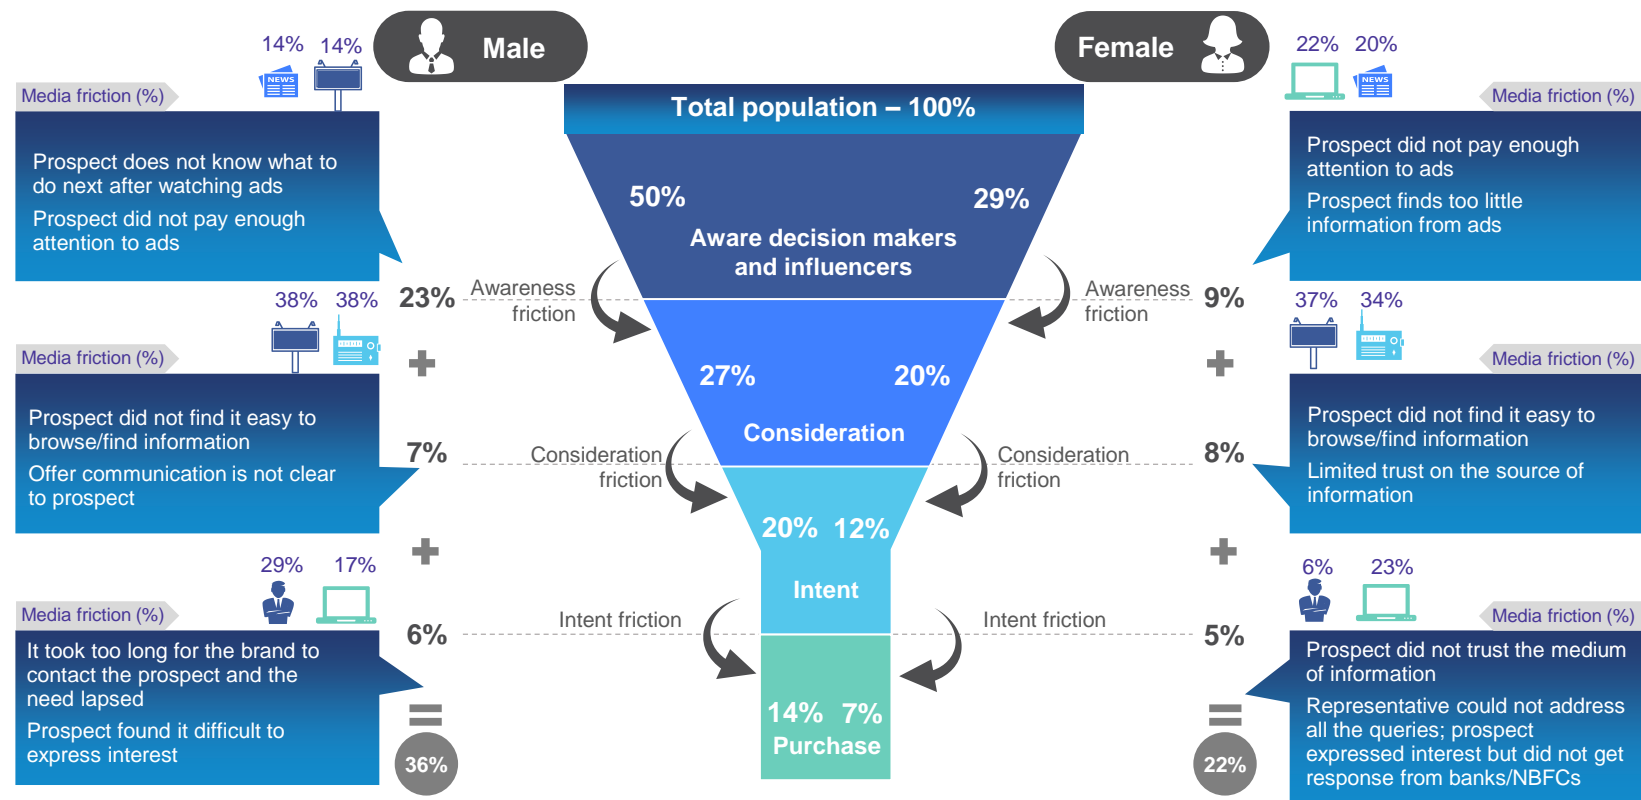 Male
Female
14% 14%
22% 20%
NEWS
NEWS
Media friction (%)
Media friction (%)
Total population – 100%
Prospect does not know what to
do next after watching ads
Prospect did not pay enough
attention to ads
Prospect did not pay enough
attention to ads
Prospect finds too little
information from ads
50%
29%
Aware decision makers
and influencers
23%
Awareness
friction
Awareness
friction
9%
38% 38%
37% 34%
Media friction (%)
Media friction (%)
27%
20%
Consideration
Prospect did not find it easy to
browse/find information
Offer communication is not clear
to prospect
Prospect did not find it easy to
browse/find information
Limited trust on the source of
information
7%
Consideration
friction
Consideration
friction
8%
20% 12%
Intent
29% 17%
6% 23%
Media friction (%)
Media friction (%)
6%
Intent friction
Intent friction
5%
It took too long for the brand to
contact the prospect and the
need lapsed
Prospect found it difficult to
express interest
Prospect did not trust the medium
of information
Representative could not address
all the queries; prospect
expressed interest but did not get
response from banks/NBFCs
14% 7%
Purchase
36%
22%